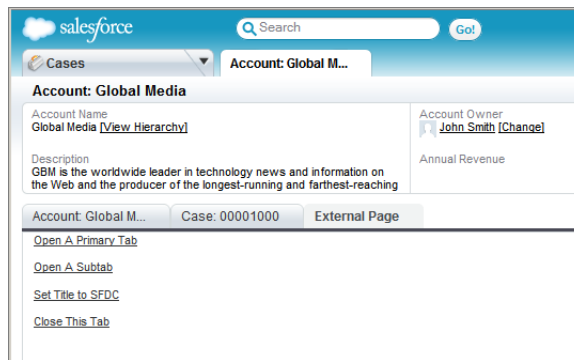 salesforce
Search
Go!
Cases
Account: Global M...
Account: Global Media
Account Name
Global Media [View Hierarchy]
Account Owner
John Smith [Change]
Description
GBM is the worldwide leader in technology news and information on
the Web and the producer of the longest-running and farthest-reaching
Annual Revenue
Account: Global M...
Case: 00001000
External Page
Open A Primary Tab
Open A Subtab
Set Title to SFDC
Close This Tab